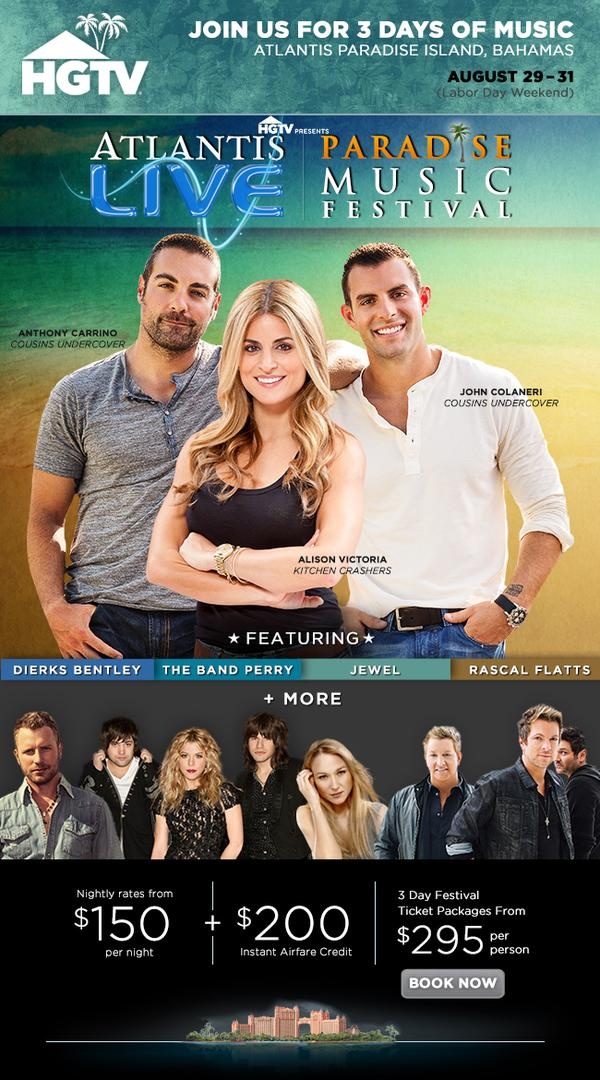 HGTV
JOIN US FOR 3 DAYS OF MUSIC
ATLANTIS PARADISE ISLAND, BAHAMAS
AUGUST 29–31
(Labor Day Weekend)
HGTV PRESENTS
ATLANTIS
LIVE
PARADISE
MUSIC
FESTIVAL
ANTHONY CARRINO
COUSINS UNDERCOVER
JOHN COLANERI
COUSINS UNDERCOVER
ALISON VICTORIA
KITCHEN CRASHERS
★ FEATURING ★
DIERKS BENTLEY
THE BAND PERRY
JEWEL
RASCAL FLATTS
+ MORE
Nightly rates from
$150
per night
+
$200
Instant Airfare Credit
3 Day Festival
Ticket Packages From
$295 per person
BOOK NOW